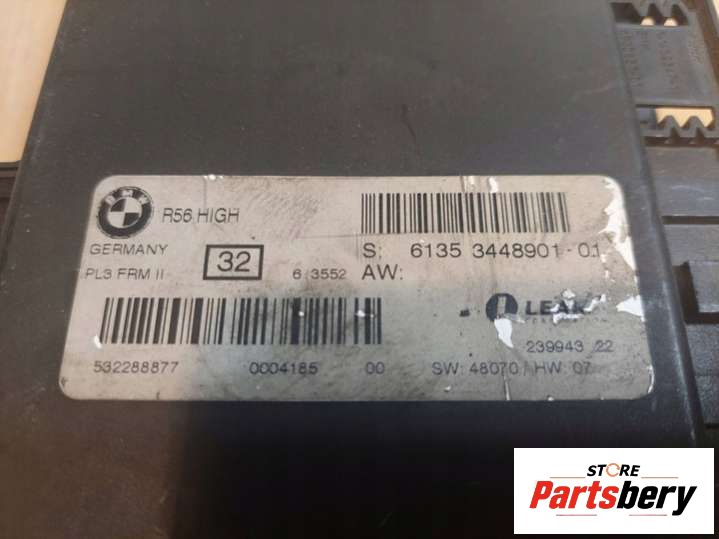 BMW
R56 HIGH
GERMANY
32
S: 6135 3448901-01
PL3 FRM II
6 3552
AW:
LEAR
CORPORATION
239943 22
532288877
0004185
00
SW: 48070 / HW 07
STORE
Partsbery